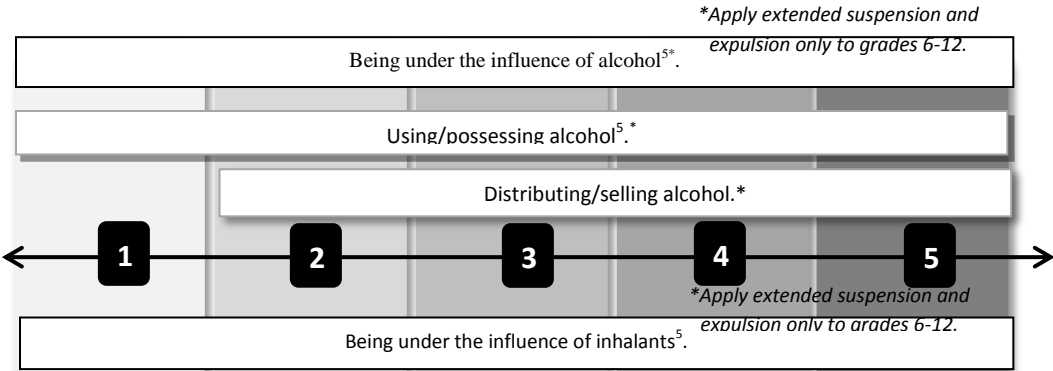 *Apply extended suspension and
expulsion only to grades 6-12.
Being under the influence of alcohol5*.
Using/possessing alcohol5.*
Distributing/selling alcohol.*
1 2 3 4 5
*Apply extended suspension and
expulsion only to grades 6-12.
Being under the influence of inhalants5.